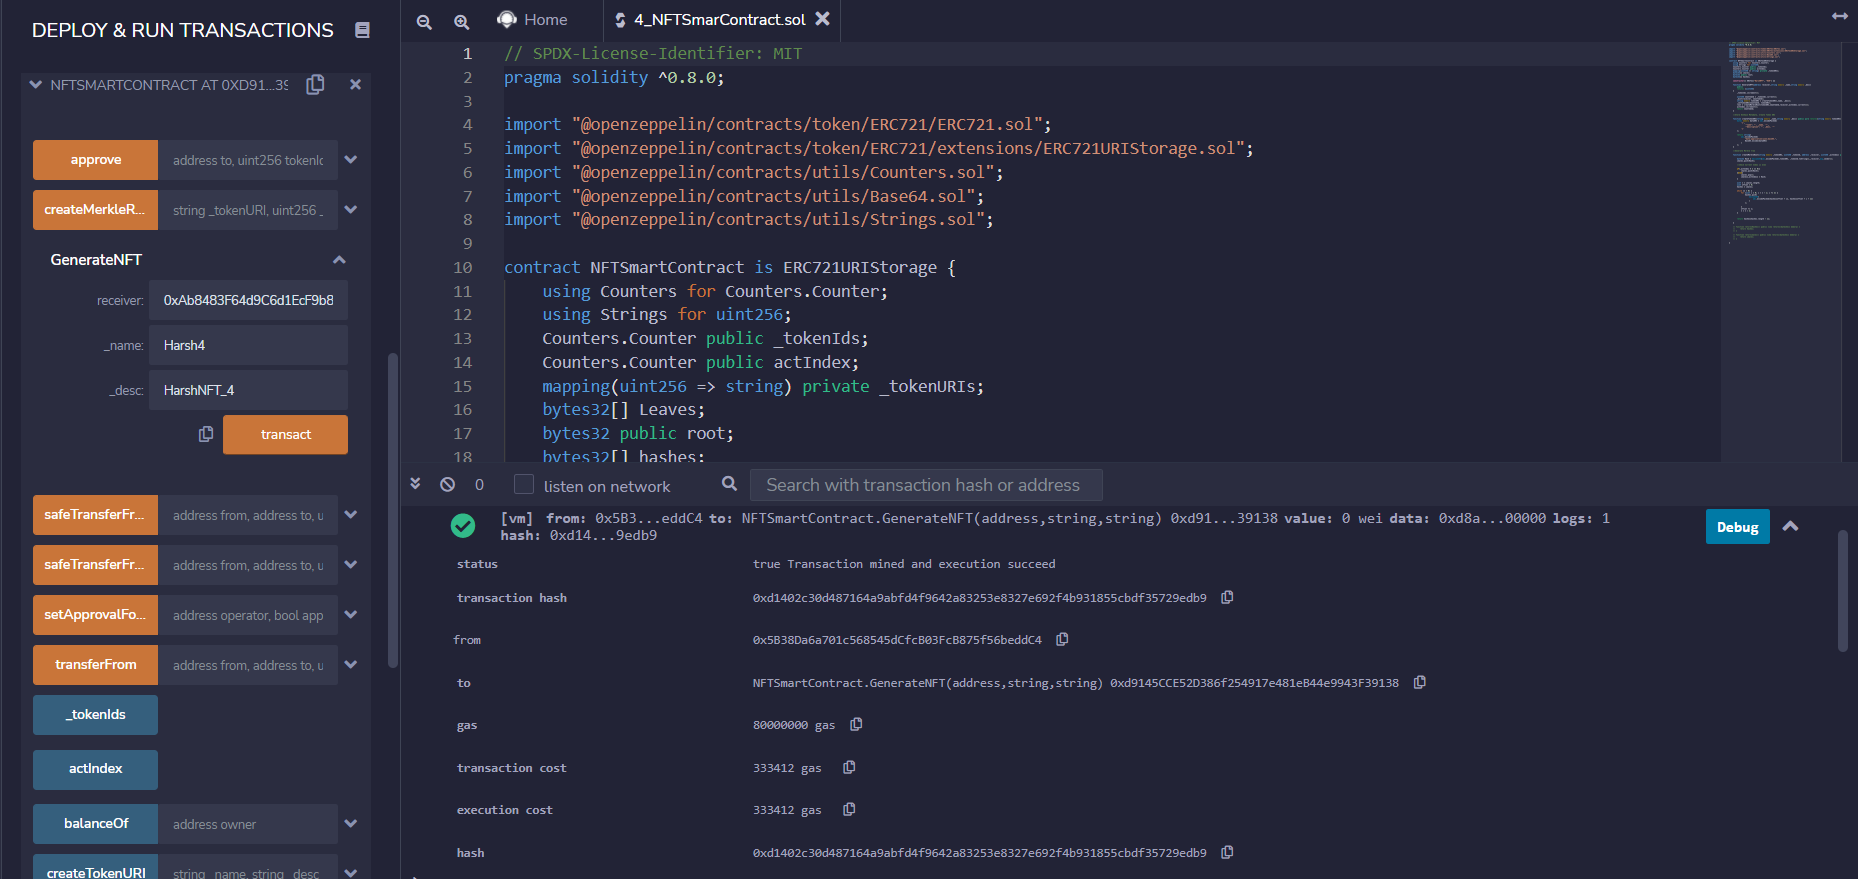 DEPLOY & RUN TRANSACTIONS
NFTSMARTCONTRACT AT 0XD91...39
approve address to, uint256 tokenIc
createMerkleR... string _tokenURI, uint256 _
GenerateNFT
receiver: 0xAb8483F64d9C6d1EcF9b8
_name: Harsh4
_desc: HarshNFT_4
transact
safeTransferFr... address from, address to, u
safeTransferFr... address from, address to, u
setApprovalFo... address operator, bool app
transferFrom address from, address to, u
_tokenIds
actIndex
balanceOf address owner
createTokenURI string _name, string _desc
Home
4_NFTSmarContract.sol
1 // SPDX-License-Identifier: MIT
2 pragma solidity ^0.8.0;
3
4 import "@openzeppelin/contracts/token/ERC721/ERC721.sol";
5 import "@openzeppelin/contracts/token/ERC721/extensions/ERC721URIStorage.sol";
6 import "@openzeppelin/contracts/utils/Counters.sol";
7 import "@openzeppelin/contracts/utils/Base64.sol";
8 import "@openzeppelin/contracts/utils/Strings.sol";
9
10 contract NFTSmartContract is ERC721URIStorage {
11 using Counters for Counters.Counter;
12 using Strings for uint256;
13 Counters.Counter public _tokenIds;
14 Counters.Counter public actIndex;
15 mapping(uint256 => string) private _tokenURIs;
16 bytes32[] Leaves;
17 bytes32 public root;
18 bytes32[] hashes;
0 listen on network Search with transaction hash or address
[vm] from: 0x5B3...eddC4 to: NFTSmartContract.GenerateNFT(address,string,string) 0xd91...39138 value: 0 wei data: 0xd8a...00000 logs: 1
hash: 0xd14...9edb9
Debug
status true Transaction mined and execution succeed
transaction hash 0xd1402c30d487164a9abfd4f9642a83253e8327e692f4b931855cbdf35729edb9
from 0x5B38Da6a701c568545dCfcB03FcB875f56beddC4
to NFTSmartContract.GenerateNFT(address,string,string) 0xd9145CCE52D386f254917e481eB44e9943F39138
gas 80000000 gas
transaction cost 333412 gas
execution cost 333412 gas
hash 0xd1402c30d487164a9abfd4f9642a83253e8327e692f4b931855cbdf35729edb9